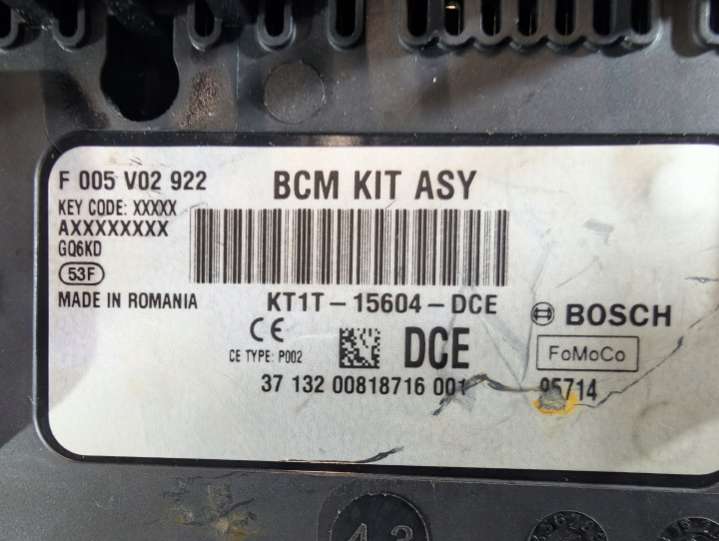 F 005 V02 922
BCM KIT ASY
KEY CODE: XXXXX
AXXXXXXXX
GQ6KD
53F
MADE IN ROMANIA
KT1T-15604-DCE
BOSCH
CE
CE TYPE: P002
DCE
FoMoCo
37 132 00818716 001
95714